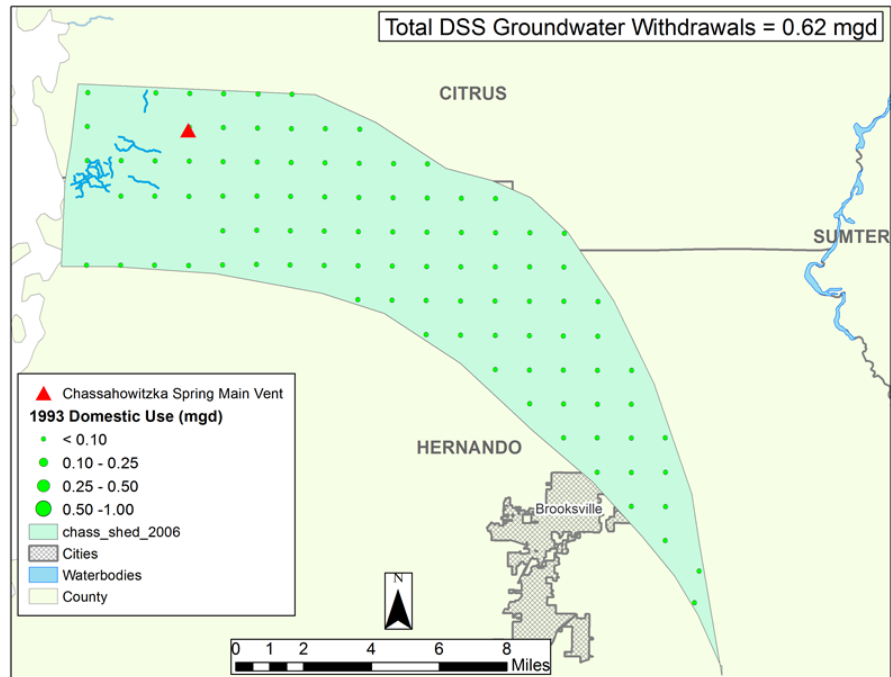 Total DSS Groundwater Withdrawals = 0.62 mgd
CITRUS
SUMTER
Chassahowitzka Spring Main Vent
1993 Domestic Use (mgd)
< 0.10
0.10 - 0.25
0.25 - 0.50
0.50 -1.00
chass_shed_2006
Cities
Waterbodies
County
HERNANDO
Brooksville
N
0 1 2 4 6 8
Miles